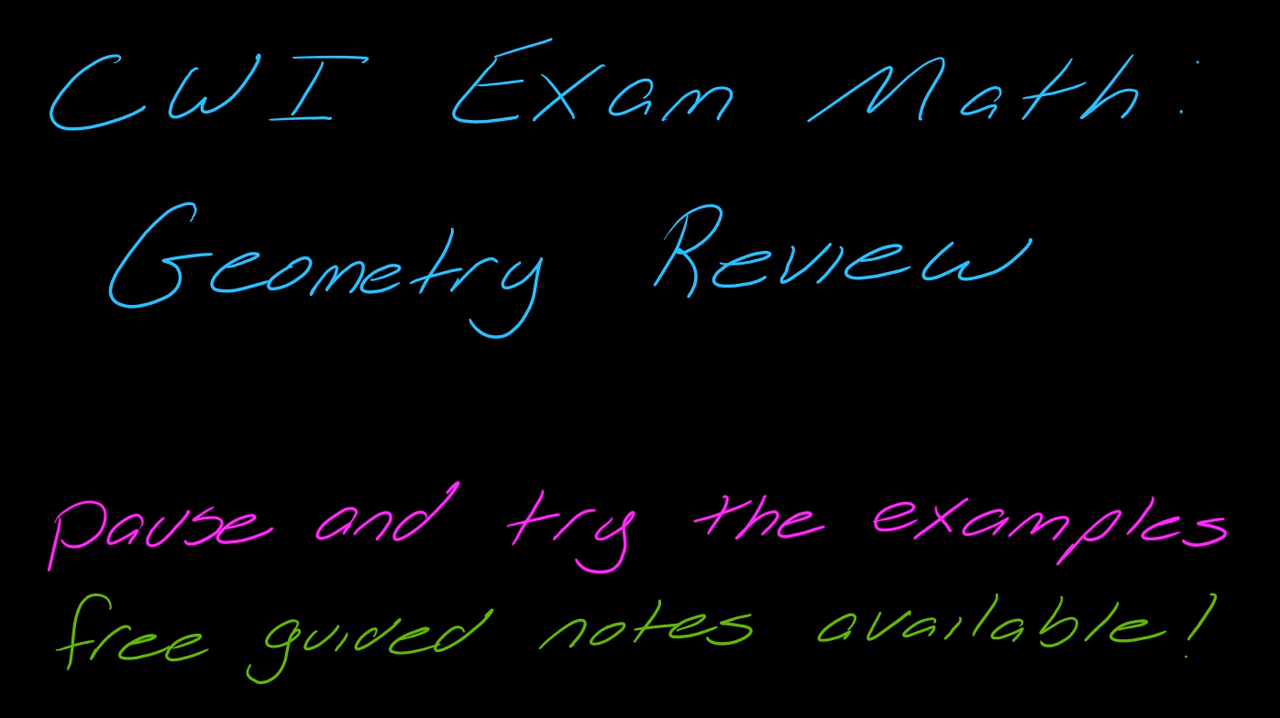 CWI Exam Math:
Geometry Review
pause and try the examples
free guided notes available!